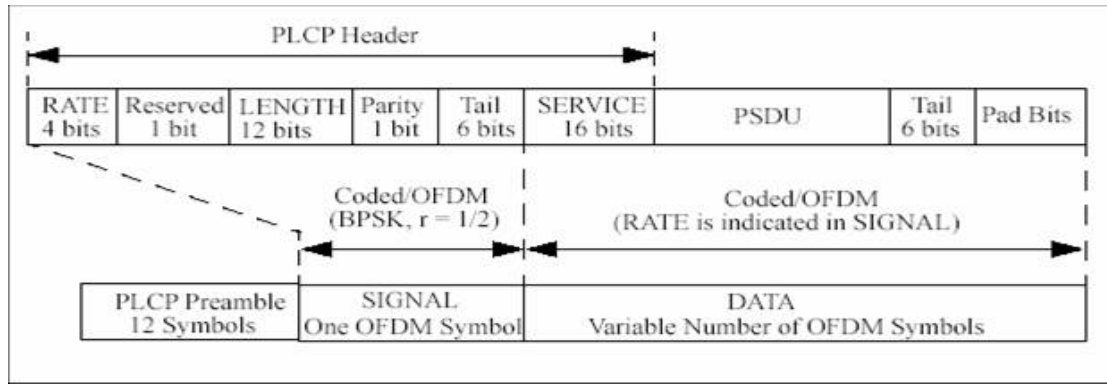 PLCP Header
RATE Reserved LENGTH Parity Tail SERVICE PSDU Tail Pad Bits
4 bits 1 bit 12 bits 1 bit 6 bits 16 bits 6 bits
Coded/OFDM Coded/OFDM
(BPSK, r = 1/2) (RATE is indicated in SIGNAL)
PLCP Preamble SIGNAL DATA
12 Symbols One OFDM Symbol Variable Number of OFDM Symbols